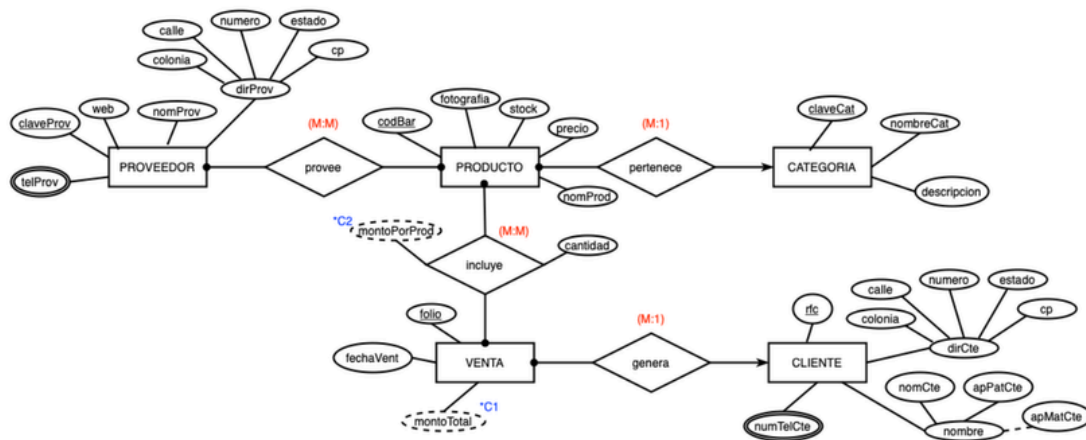 calle
numero
estado
colonia
cp
dirProv
web
nomProv
claveProv
telProv
PROVEEDOR
(M:M)
provee
codBar
fotografia
stock
precio
nomProd
PRODUCTO
(M:1)
pertenece
claveCat
nombreCat
CATEGORIA
descripcion
*C2
montoPorProd
(M:M)
cantidad
incluye
folio
fechaVent
VENTA
*C1
montoTotal
(M:1)
genera
rfc
CLIENTE
calle
numero
estado
colonia
cp
dirCte
nomCte
apPatCte
apMatCte
numTelCte
nombre